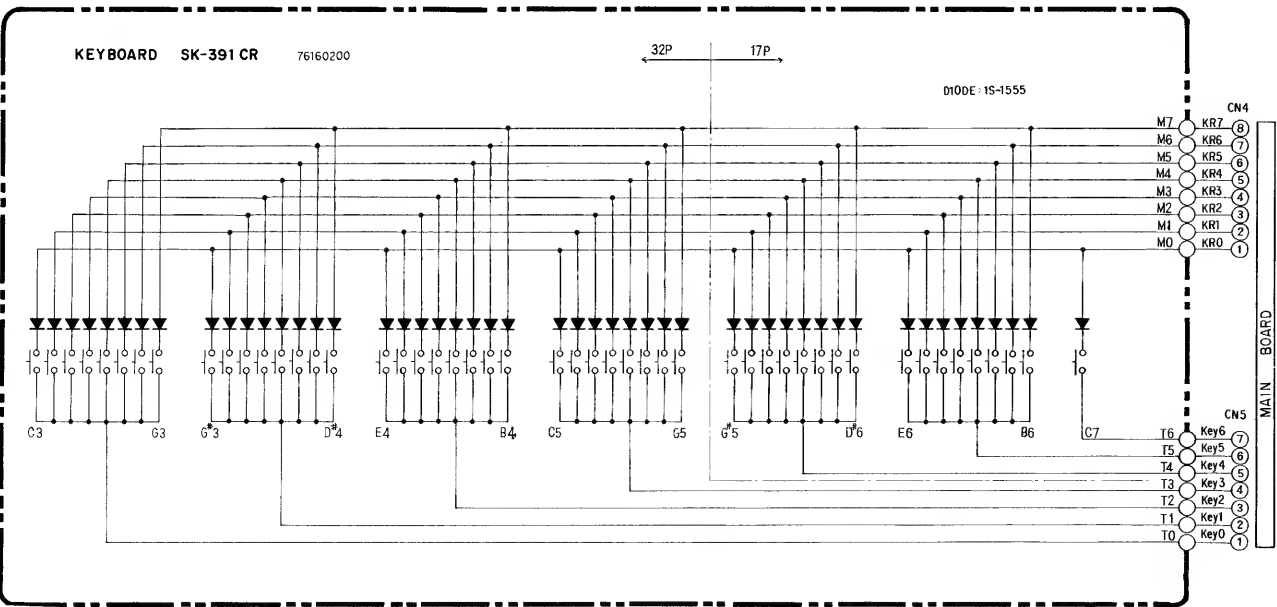 KEYBOARD SK-391 CR 76160200
32P 17P
DIODE : 1S-1555
CN4
M7 KR7 8
M6 KR6 7
M5 KR5 6
M4 KR4 5
M3 KR3 4
M2 KR2 3
M1 KR1 2
M0 KR0 1
MAIN BOARD
CN5
C3 G3 G#3 D#4 E4 B4 C5 G5 G#5 D#6 E6 B6 C7
T6 Key6 7
T5 Key5 6
T4 Key4 5
T3 Key3 4
T2 Key2 3
T1 Key1 2
T0 Key0 1